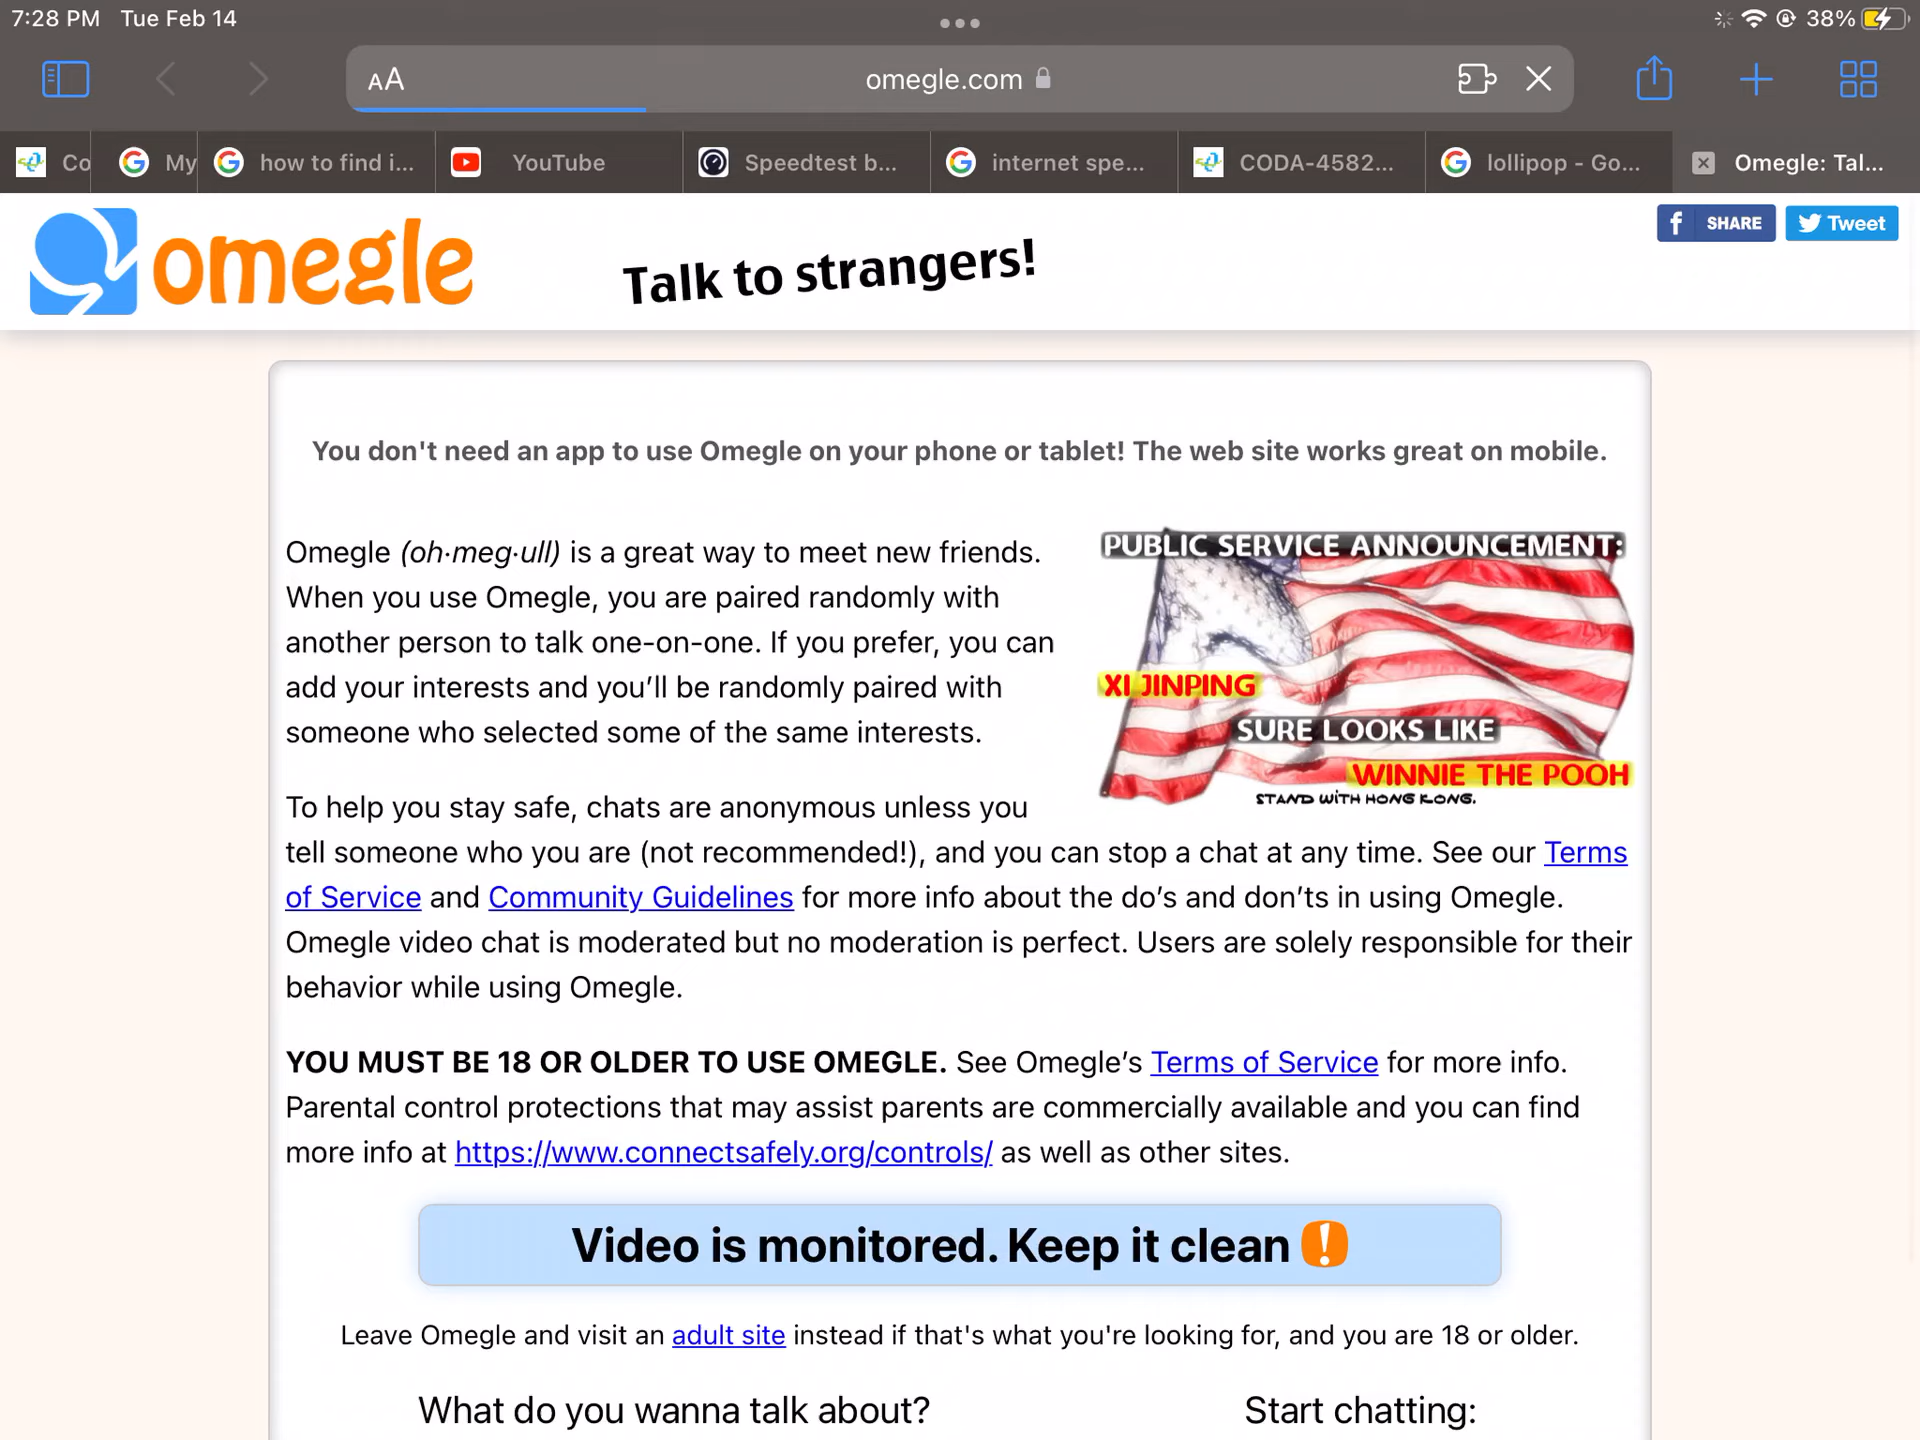 7:28 PM Tue Feb 14
38%
AA
omegle.com
Co
My
how to find i...
YouTube
Speedtest b...
internet spe...
CODA-4582...
lollipop - Go...
Omegle: Tal...
omegle
Talk to strangers!
f SHARE
Tweet
You don't need an app to use Omegle on your phone or tablet! The web site works great on mobile.
Omegle (oh·meg·ull) is a great way to meet new friends.
When you use Omegle, you are paired randomly with
another person to talk one-on-one. If you prefer, you can
add your interests and you’ll be randomly paired with
someone who selected some of the same interests.
PUBLIC SERVICE ANNOUNCEMENT:
XI JINPING
SURE LOOKS LIKE
WINNIE THE POOH
STAND WITH HONG KONG.
To help you stay safe, chats are anonymous unless you
tell someone who you are (not recommended!), and you can stop a chat at any time. See our Terms
of Service and Community Guidelines for more info about the do’s and don’ts in using Omegle.
Omegle video chat is moderated but no moderation is perfect. Users are solely responsible for their
behavior while using Omegle.
YOU MUST BE 18 OR OLDER TO USE OMEGLE. See Omegle’s Terms of Service for more info.
Parental control protections that may assist parents are commercially available and you can find
more info at https://www.connectsafely.org/controls/ as well as other sites.
Video is monitored. Keep it clean !
Leave Omegle and visit an adult site instead if that's what you're looking for, and you are 18 or older.
What do you wanna talk about?
Start chatting: